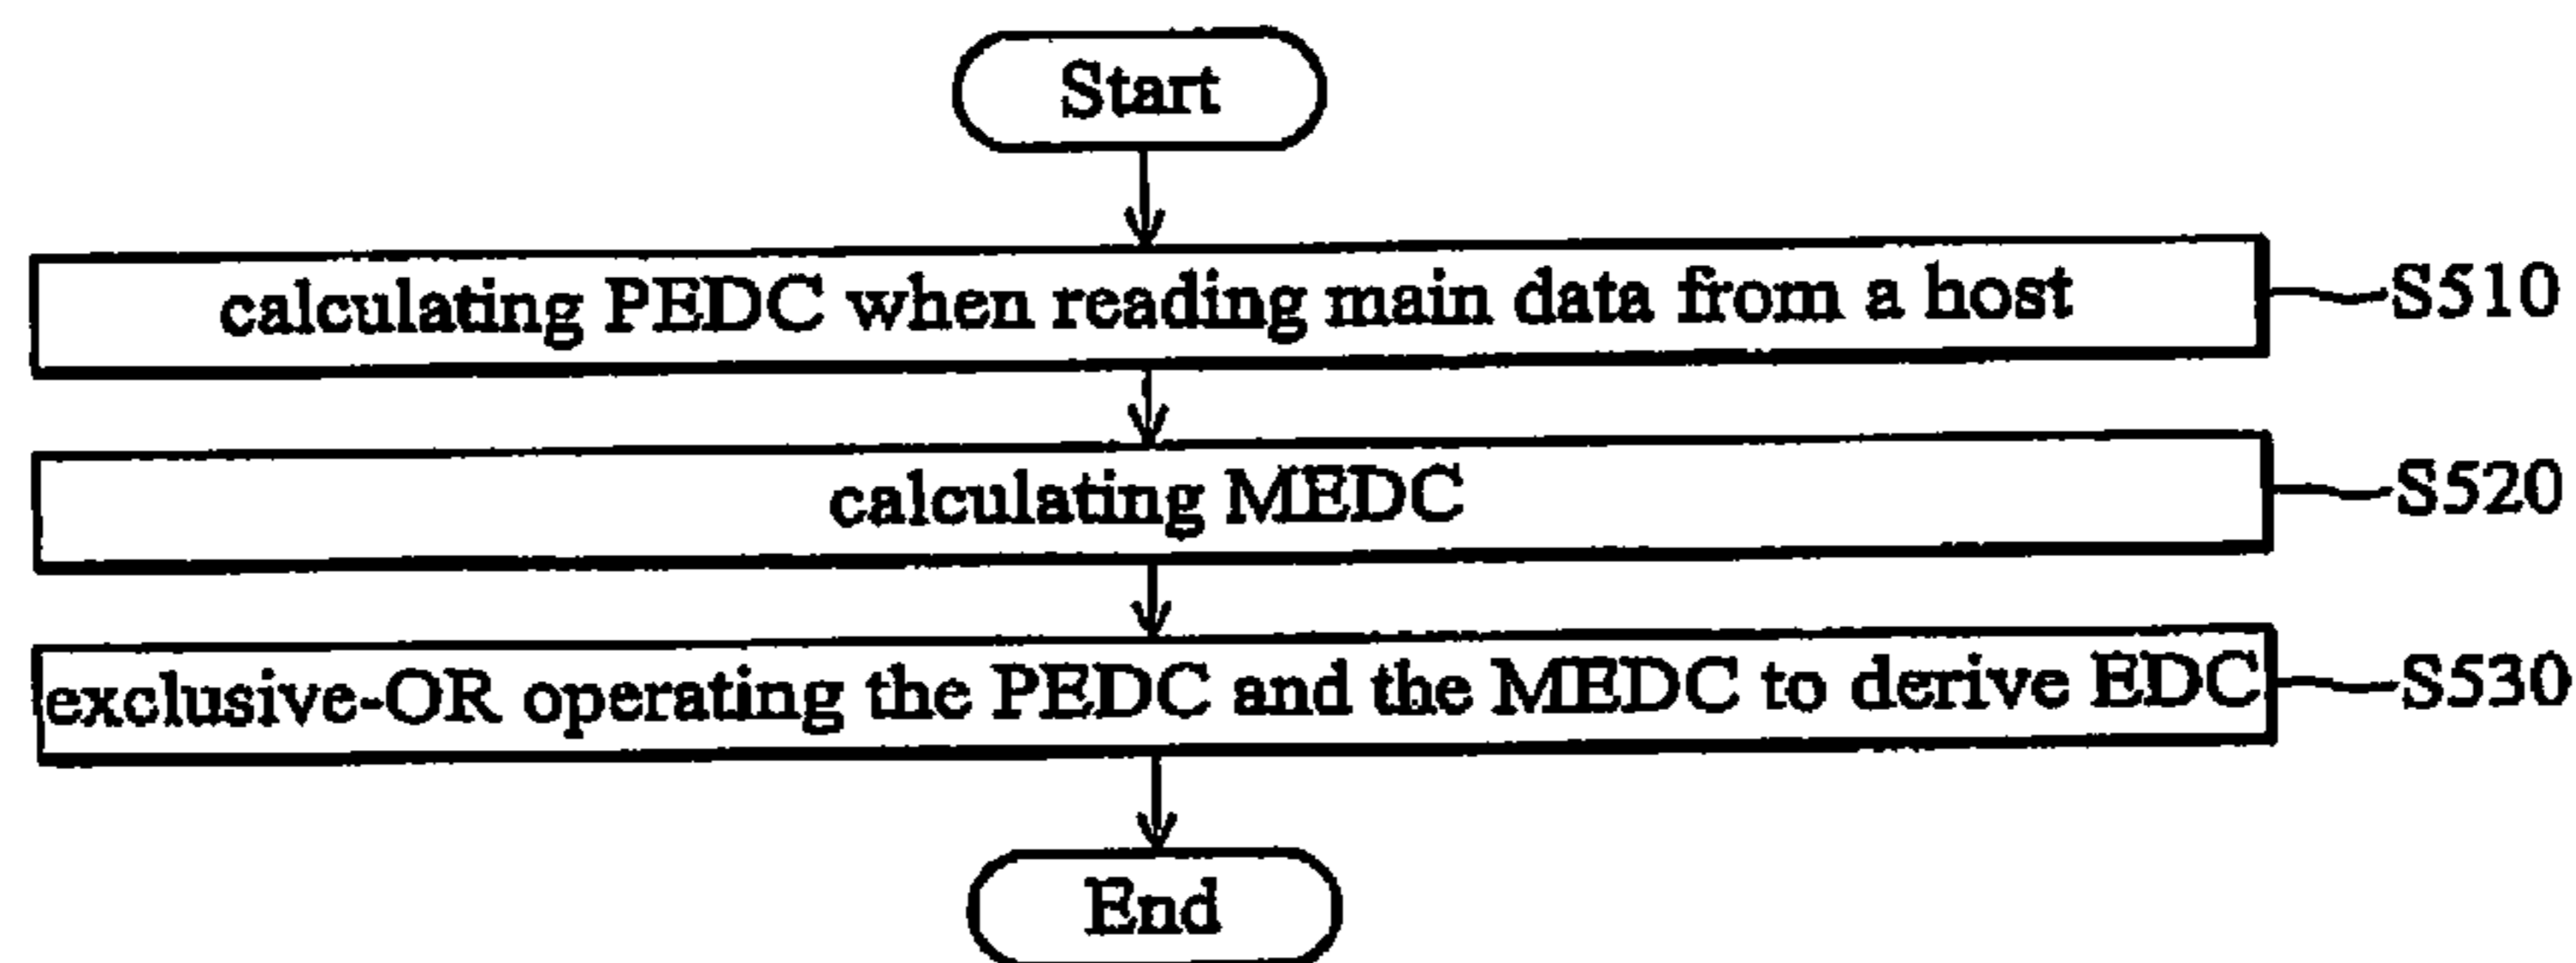 Start
calculating PEDC when reading main data from a host
S510
calculating MEDC
S520
exclusive-OR operating the PEDC and the MEDC to derive EDC
S530
End